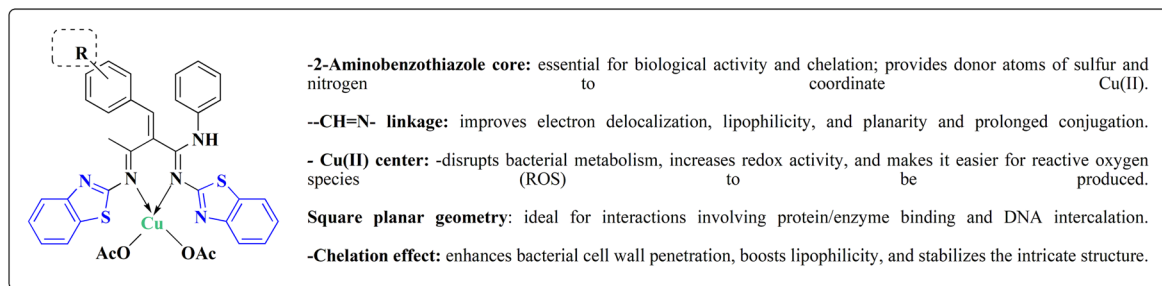 R
NH
N
N
N
S
S
N
Cu
AcO
OAc
-2-Aminobenzothiazole core: essential for biological activity and chelation; provides donor atoms of sulfur and
nitrogen to coordinate Cu(II).
--CH=N- linkage: improves electron delocalization, lipophilicity, and planarity and prolonged conjugation.
- Cu(II) center: -disrupts bacterial metabolism, increases redox activity, and makes it easier for reactive oxygen
species (ROS) to be produced.
Square planar geometry: ideal for interactions involving protein/enzyme binding and DNA intercalation.
-Chelation effect: enhances bacterial cell wall penetration, boosts lipophilicity, and stabilizes the intricate structure.